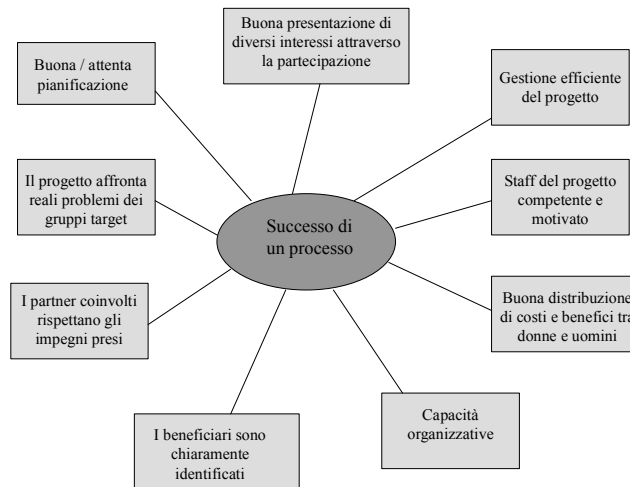 Buona presentazione di
diversi interessi attraverso
la partecipazione
Buona / attenta
pianificazione
Gestione efficiente
del progetto
Il progetto affronta
reali problemi dei
gruppi target
Staff del progetto
competente e
motivato
Successo di
un processo
I partner coinvolti
rispettano gli
impegni presi
Buona distribuzione
di costi e benefici tra
donne e uomini
I beneficiari sono
chiaramente
identificati
Capacità
organizzative